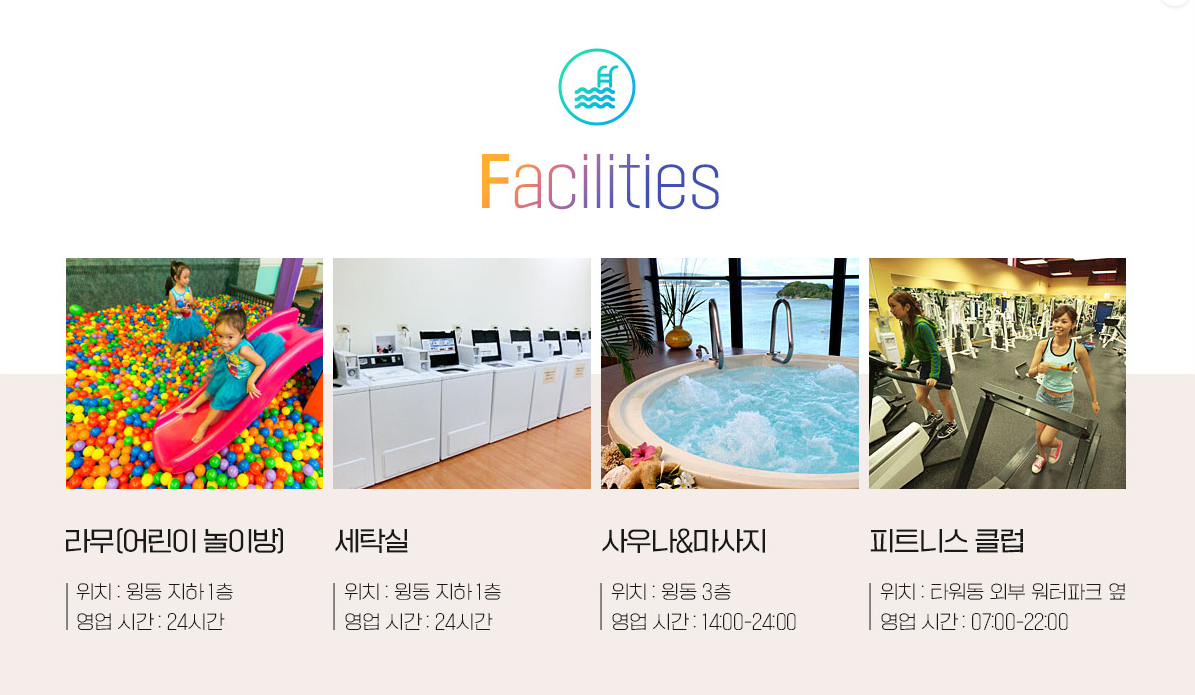 Facilities
라무(어린이 놀이방)
위치 : 윙동 지하 1층
영업 시간 : 24시간
세탁실
위치 : 윙동 지하 1층
영업 시간 : 24시간
사우나&마사지
위치 : 윙동 3층
영업 시간 : 14:00-24:00
피트니스 클럽
위치 : 타워동 외부 워터파크 옆
영업 시간 : 07:00-22:00